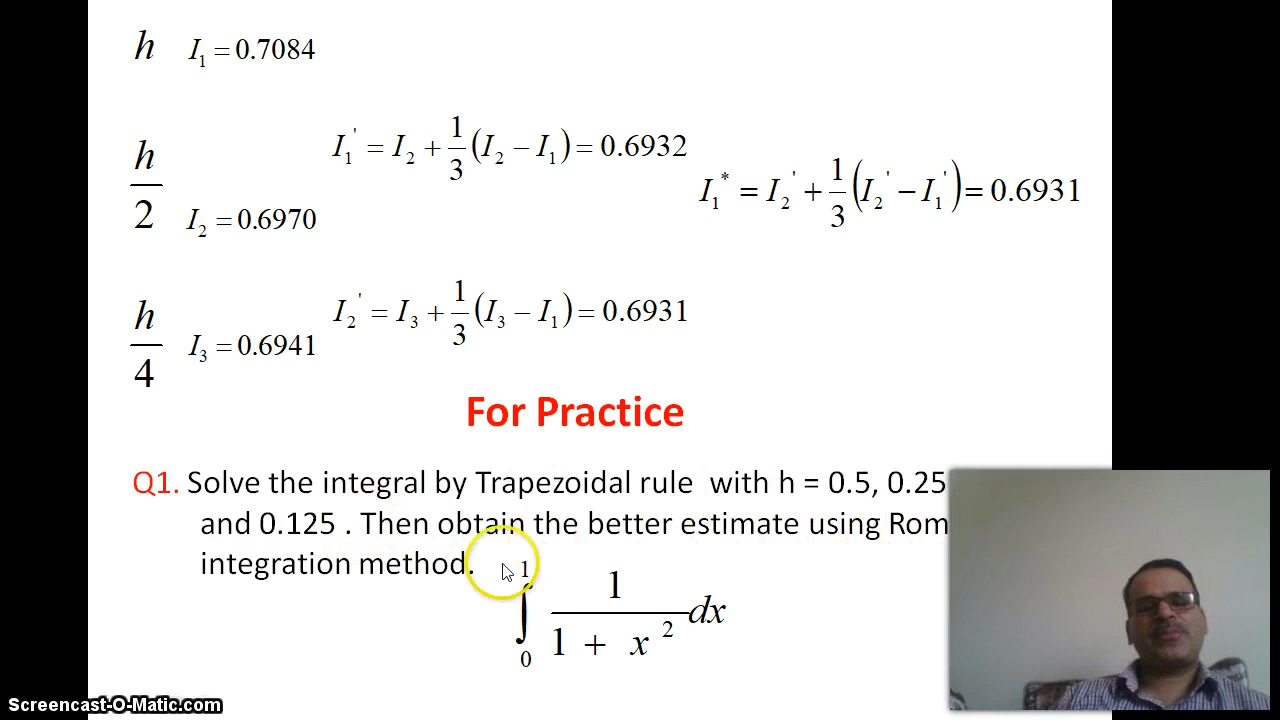 h I₁ = 0.7084
I₁' = I₂ + 1/3 (I₂ − I₁) = 0.6932
h/2 I₂ = 0.6970
I₁* = I₂' + 1/3 (I₂' − I₁') = 0.6931
I₂' = I₃ + 1/3 (I₃ − I₁) = 0.6931
h/4 I₃ = 0.6941
For Practice
Q1. Solve the integral by Trapezoidal rule with h = 0.5, 0.25
and 0.125 . Then obtain the better estimate using Rom
integration method.
∫₀¹ 1/(1 + x²) dx
Screencast-O-Matic.com